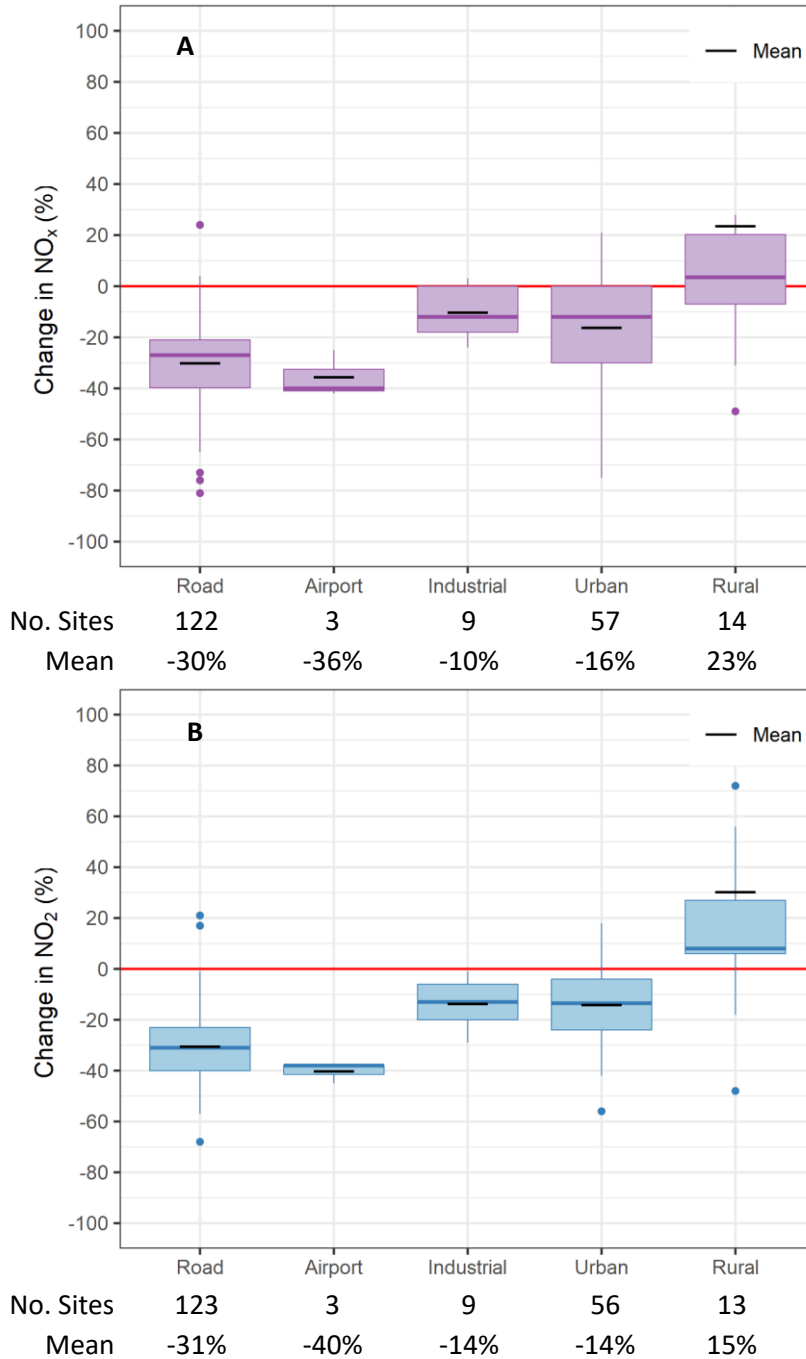 A
Mean
100
80
60
40
20
0
-20
-40
-60
-80
-100
Change in NOx (%)
Road Airport Industrial Urban Rural
No. Sites 122 3 9 57 14
Mean -30% -36% -10% -16% 23%
B
Mean
100
80
60
40
20
0
-20
-40
-60
-80
-100
Change in NO2 (%)
Road Airport Industrial Urban Rural
No. Sites 123 3 9 56 13
Mean -31% -40% -14% -14% 15%